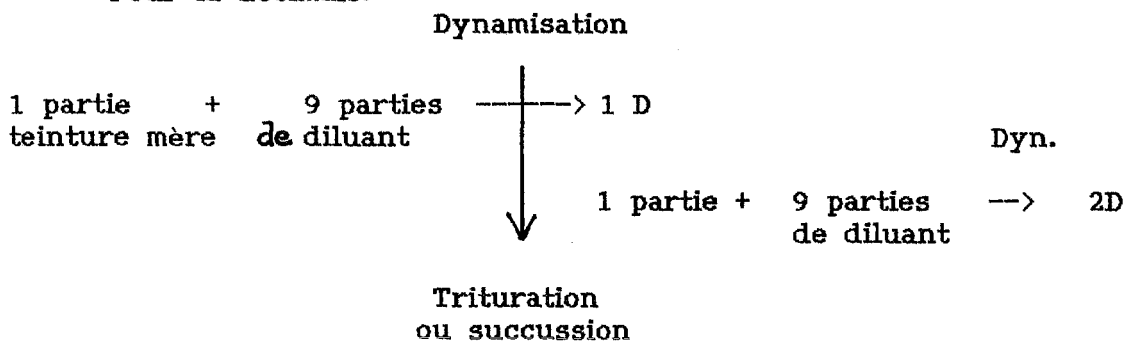 Dynamisation
1 partie + 9 parties -----> 1 D
teinture mère de diluant
Dyn.
1 partie + 9 parties --> 2D
de diluant
Trituration
ou succussion